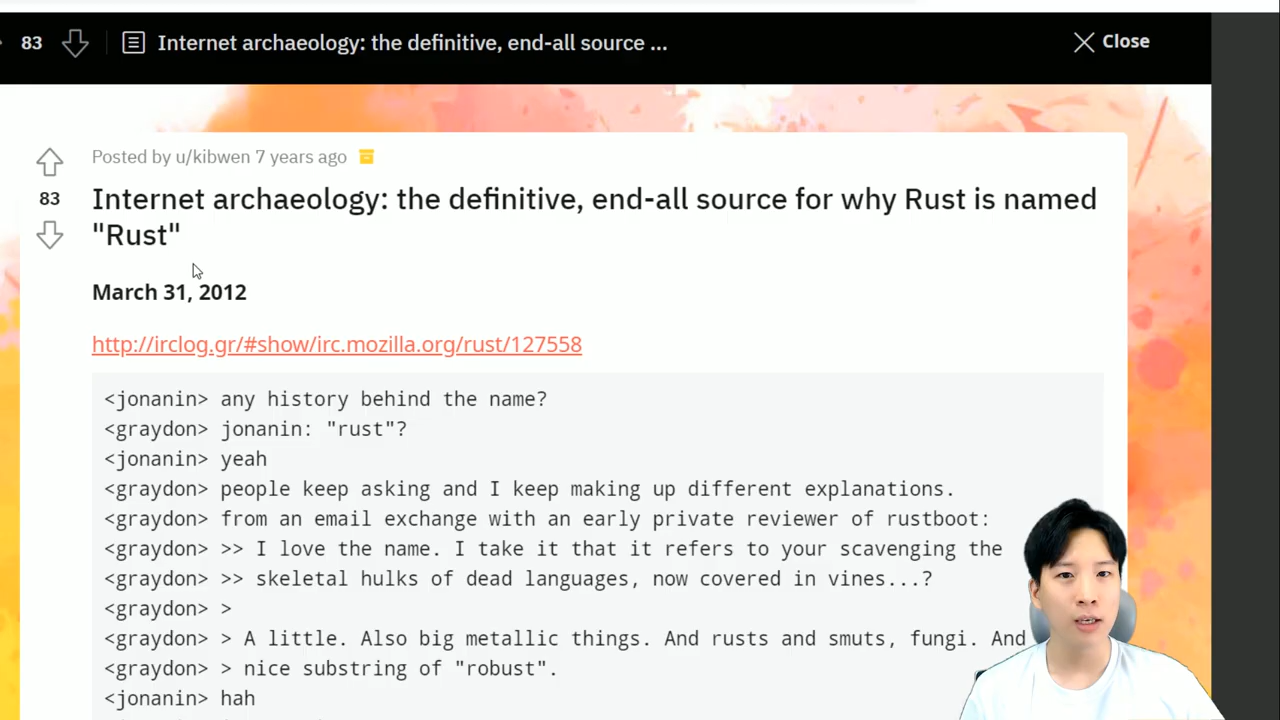 83
Internet archaeology: the definitive, end-all source ...
Close
Posted by u/kibwen 7 years ago
83
Internet archaeology: the definitive, end-all source for why Rust is named
"Rust"
March 31, 2012
http://irclog.gr/#show/irc.mozilla.org/rust/127558
<jonanin> any history behind the name?
<graydon> jonanin: "rust"?
<jonanin> yeah
<graydon> people keep asking and I keep making up different explanations.
<graydon> from an email exchange with an early private reviewer of rustboot:
<graydon> >> I love the name. I take it that it refers to your scavenging the
<graydon> >> skeletal hulks of dead languages, now covered in vines...?
<graydon> >
<graydon> > A little. Also big metallic things. And rusts and smuts, fungi. And
<graydon> > nice substring of "robust".
<jonanin> hah